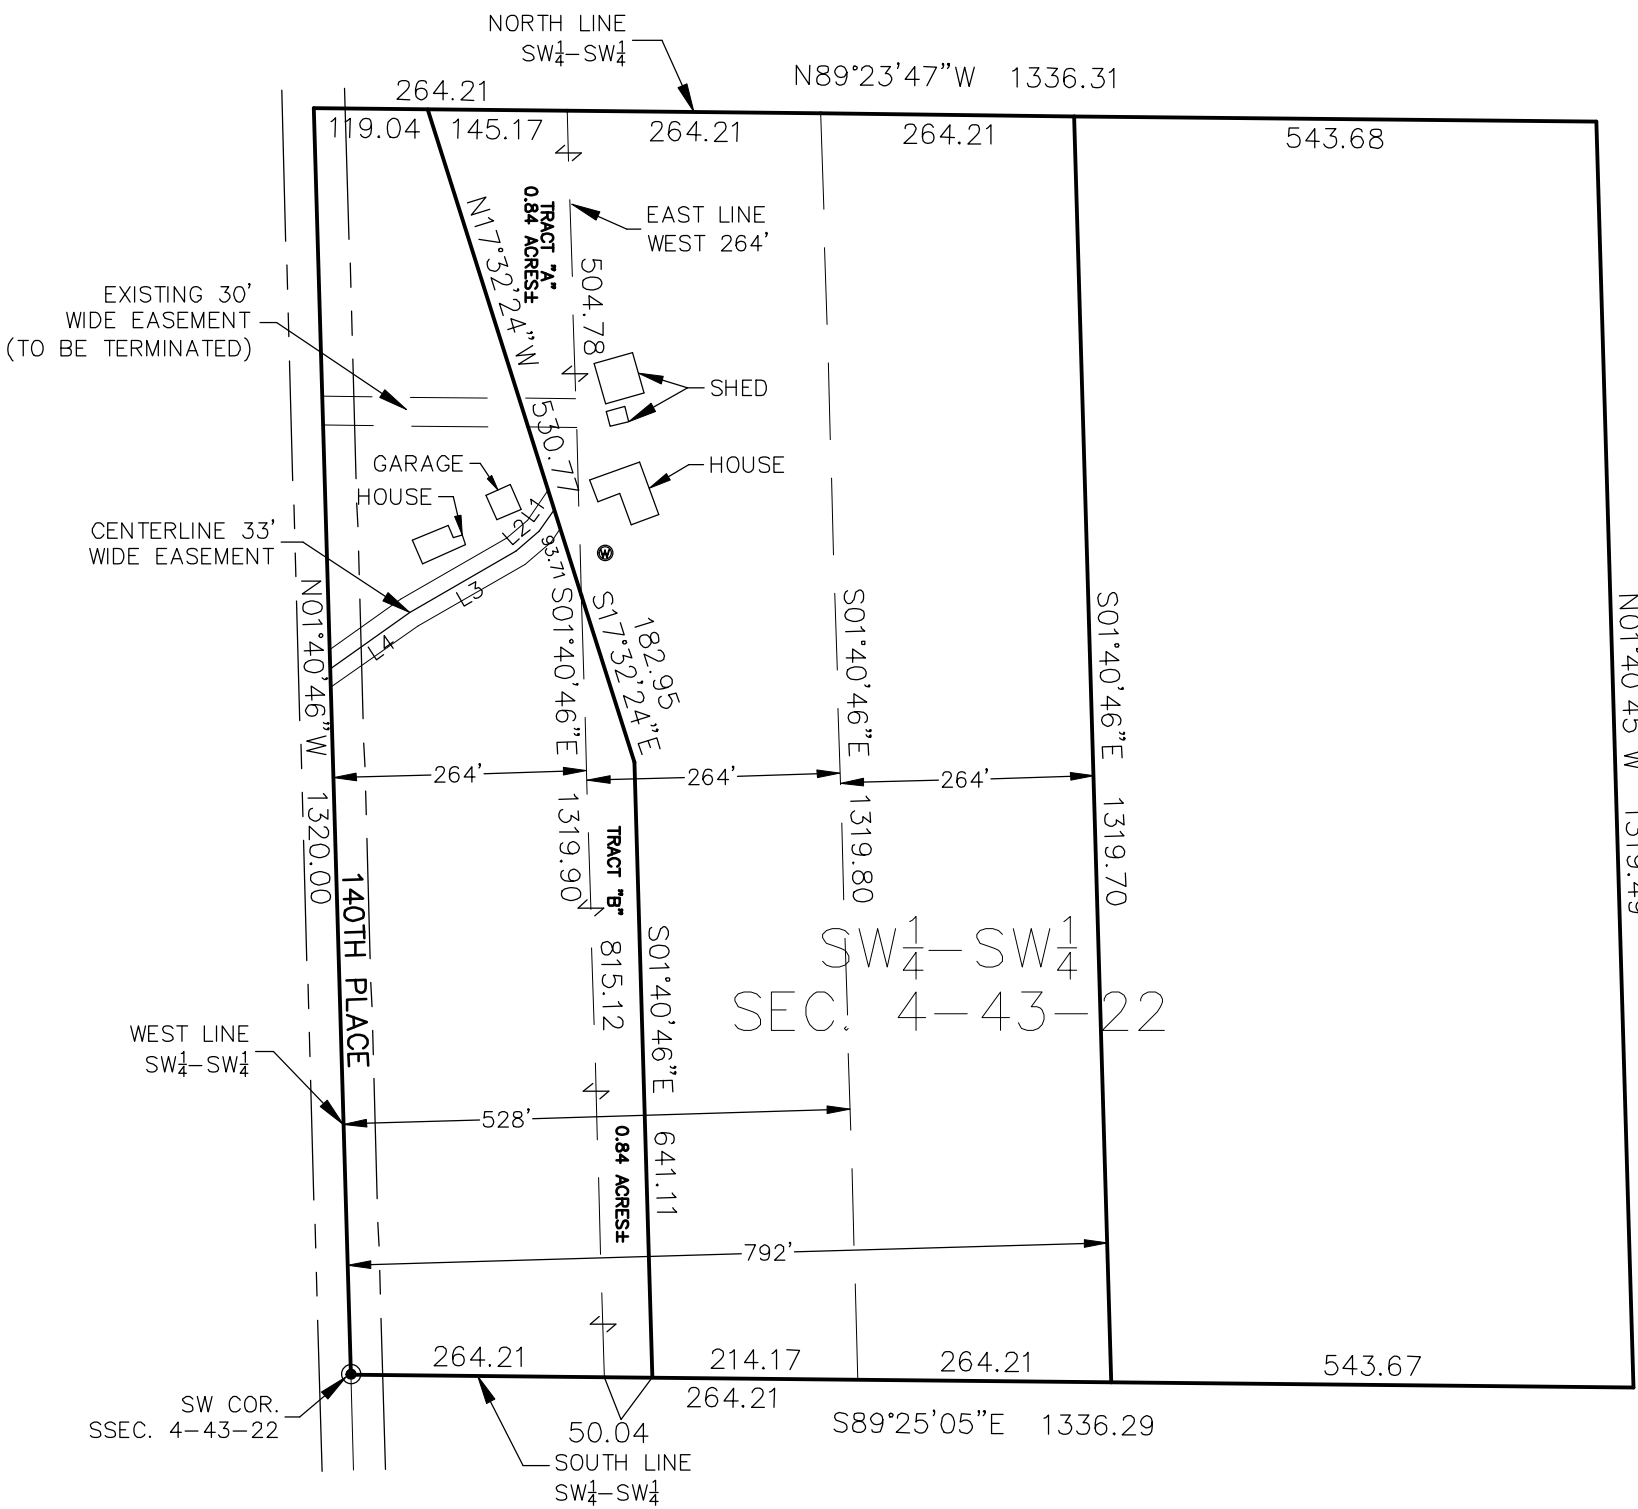 NORTH LINE
SW¼–SW¼
N89°23'47"W 1336.31
264.21
119.04
145.17
264.21
264.21
543.68
TRACT "A"
0.84 ACRES±
N17°32'24"W
530.77
EAST LINE
WEST 264'
504.78
EXISTING 30'
WIDE EASEMENT
(TO BE TERMINATED)
SHED
GARAGE
HOUSE
HOUSE
CENTERLINE 33'
WIDE EASEMENT
L1
L2
L3
L4
93.71
W
N01°40'46"W 1320.00
S01°40'46"E 1319.90
S17°32'24"E
182.95
S01°40'46"E 1319.80
S01°40'46"E 1319.70
N01°40'45"W 1319.49
264'
264'
264'
TRACT "B"
0.84 ACRES±
815.12
S01°40'46"E 641.11
140TH PLACE
SW¼–SW¼
SEC. 4–43–22
WEST LINE
SW¼–SW¼
528'
792'
264.21
214.17
264.21
543.67
SW COR.
SSEC. 4–43–22
264.21
50.04
S89°25'05"E 1336.29
SOUTH LINE
SW¼–SW¼